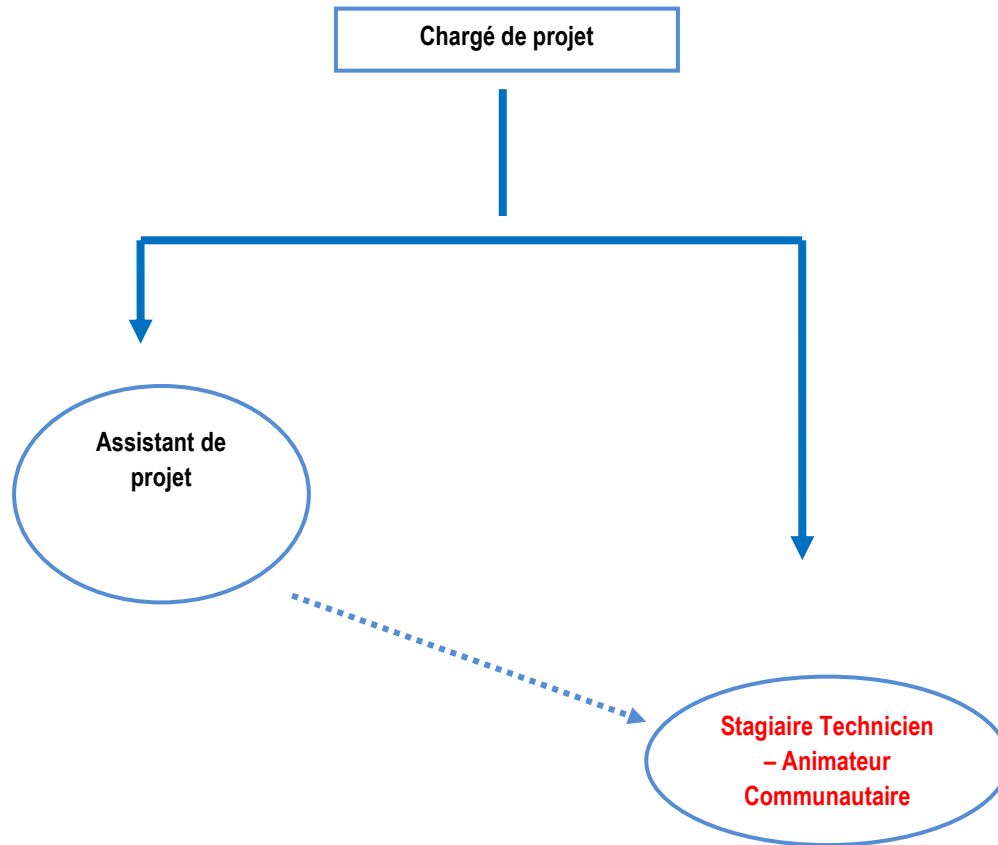 Chargé de projet
Assistant de
projet
Stagiaire Technicien
– Animateur
Communautaire